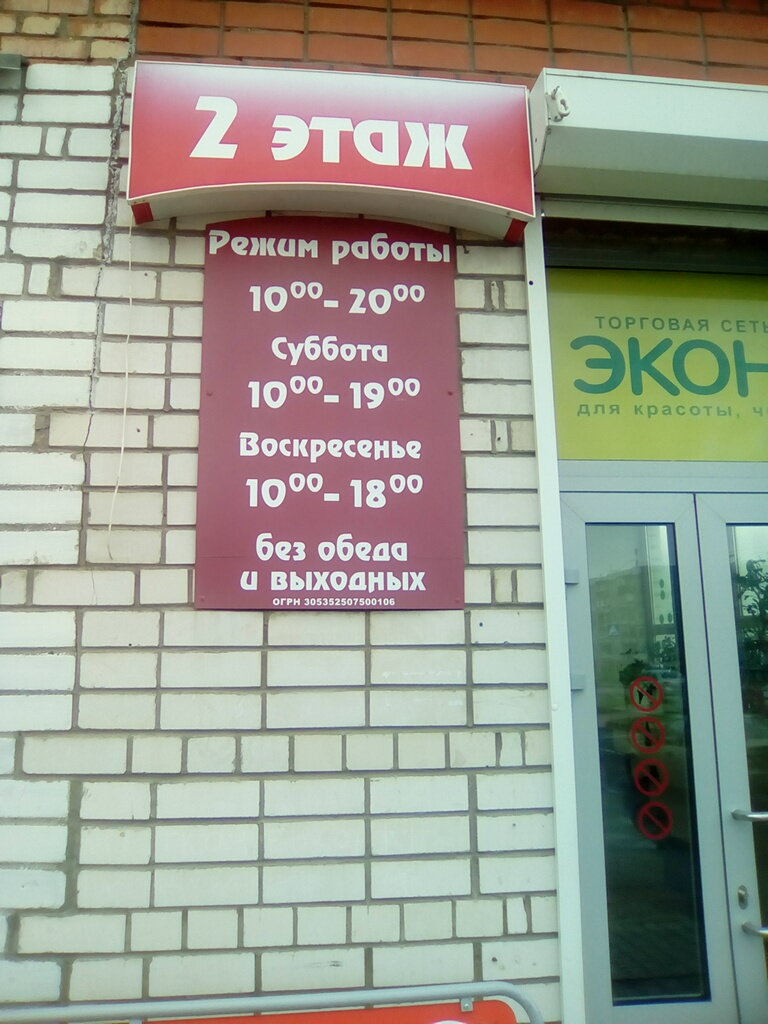 2 этаж
Режим работы
10⁰⁰-20⁰⁰
Суббота
10⁰⁰-19⁰⁰
Воскресенье
10⁰⁰-18⁰⁰
без обеда
и выходных
ОГРН 305352507500106
ТОРГОВАЯ СЕТЬ
ЭКОН
для красоты,